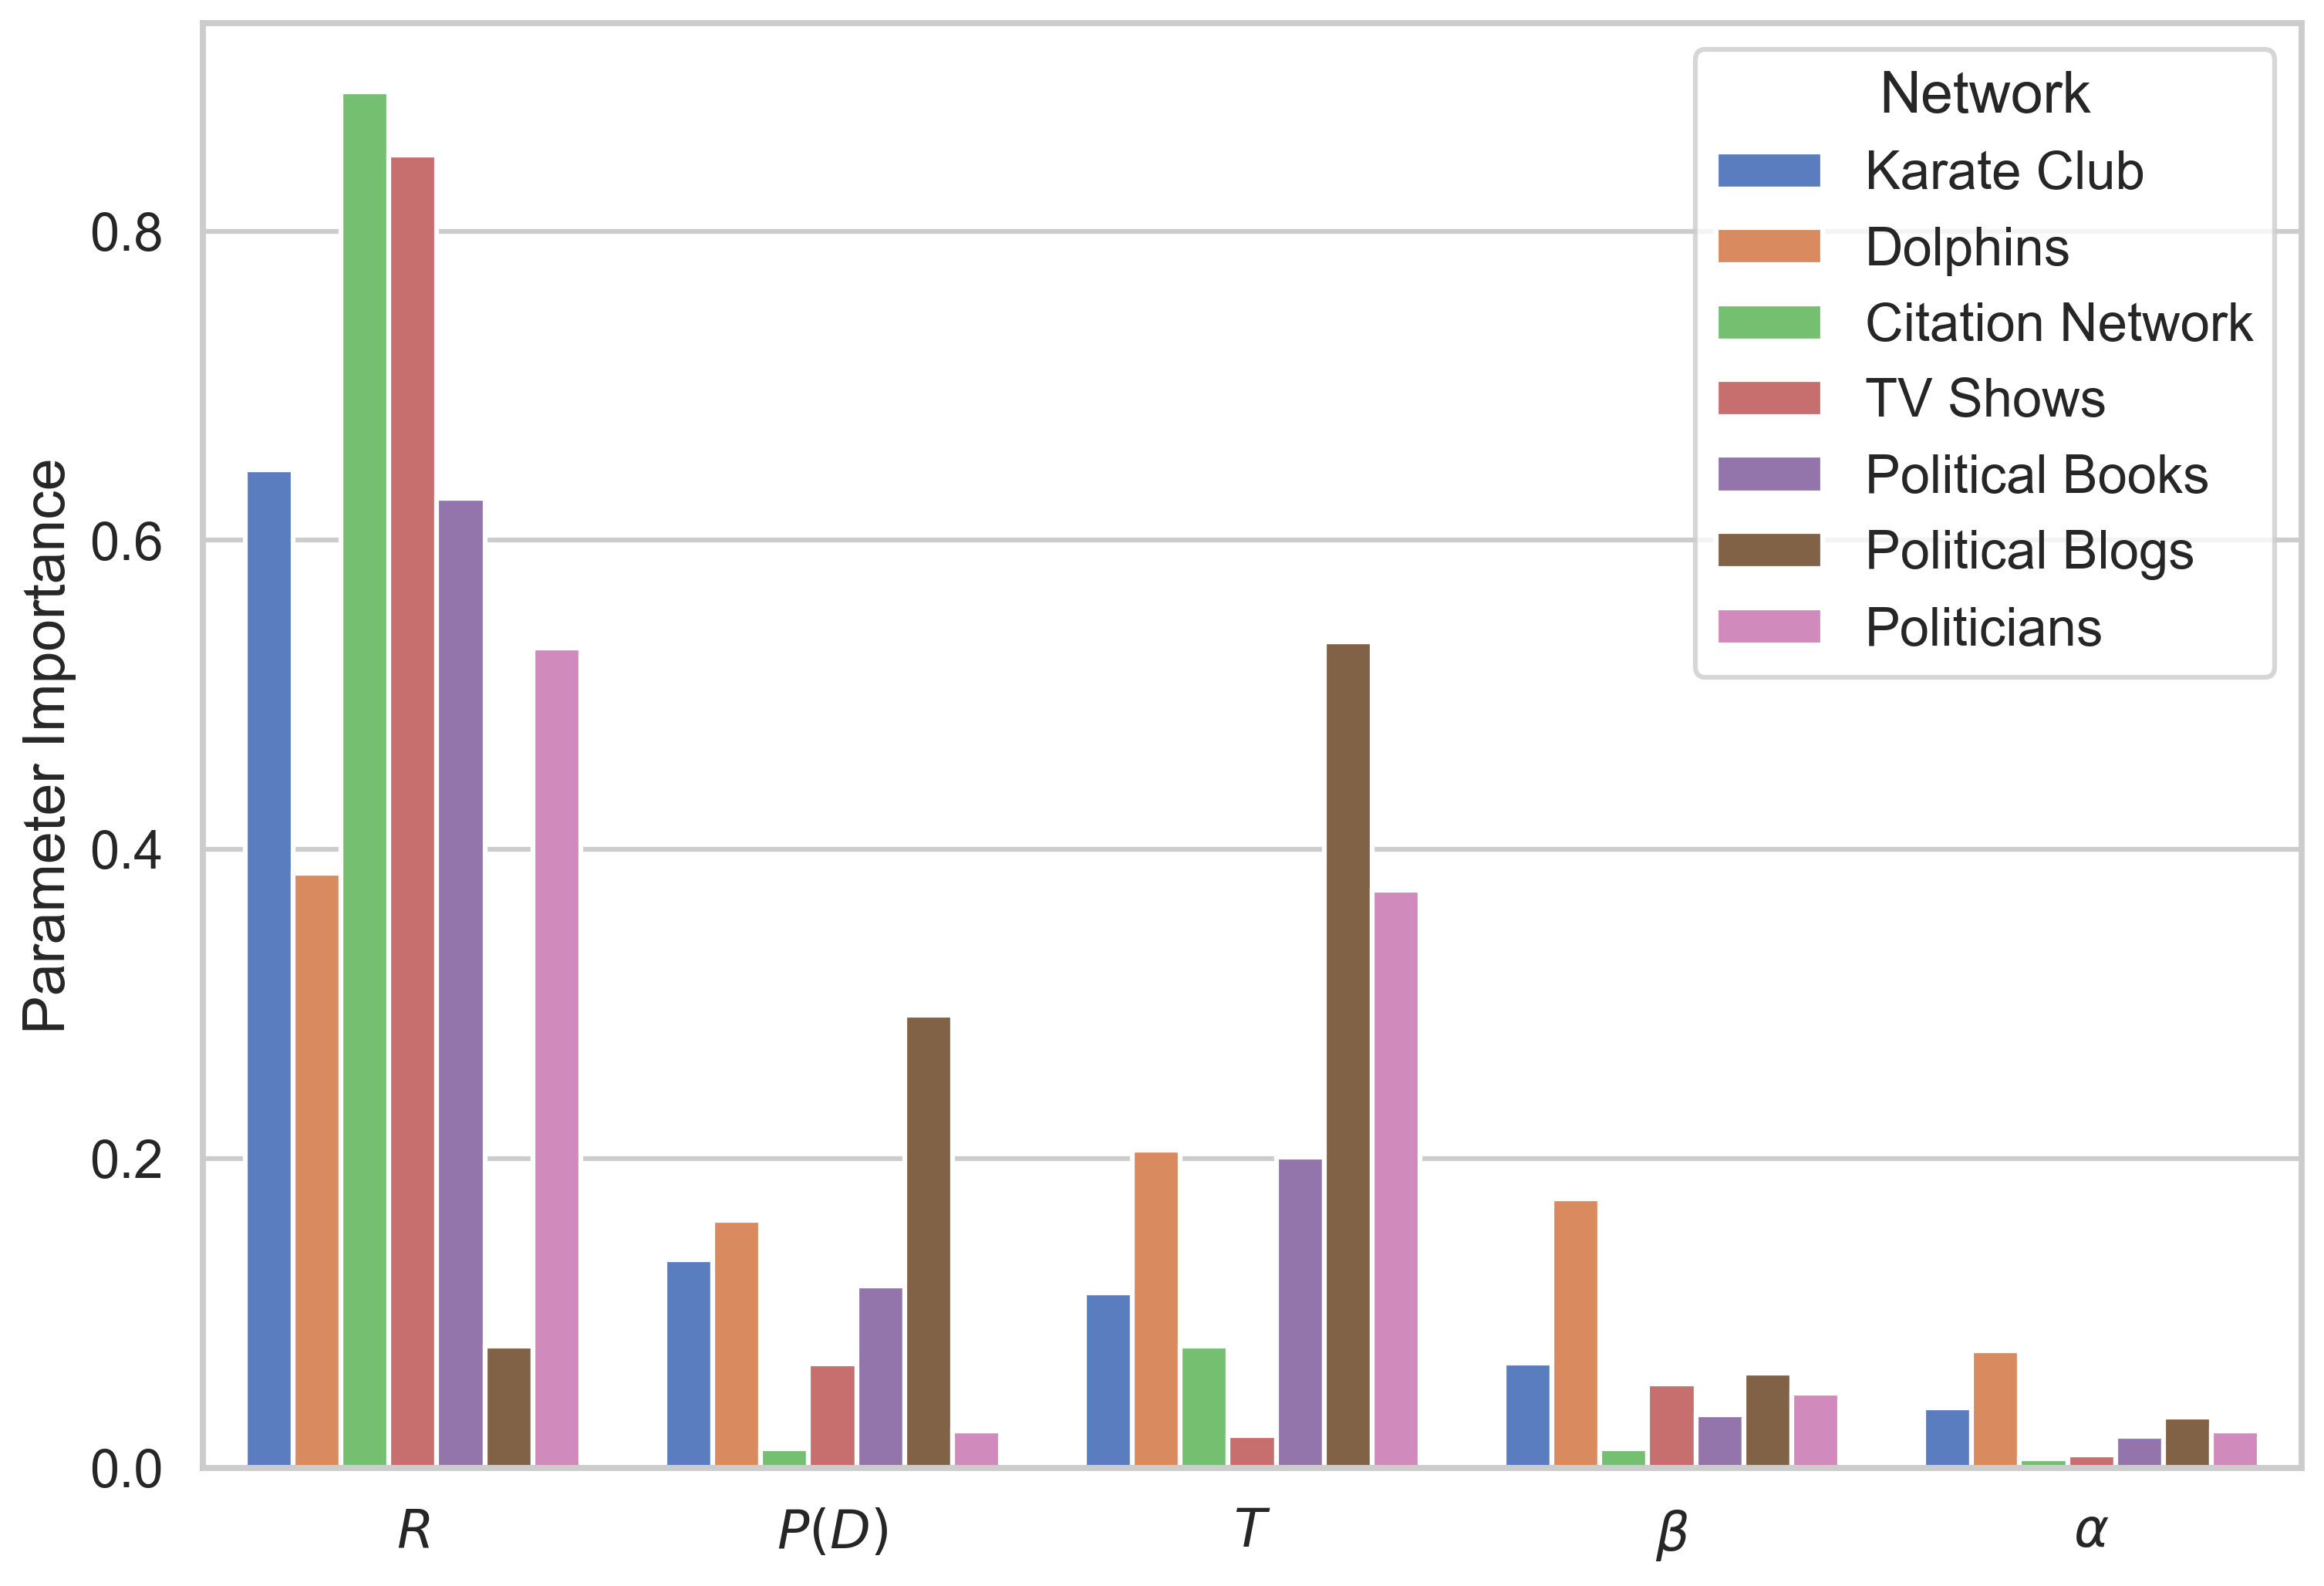 Network
Karate Club
Dolphins
Citation Network
TV Shows
Political Books
Political Blogs
Politicians
Parameter Importance
0.8
0.6
0.4
0.2
0.0
R
P(D)
T
β
α